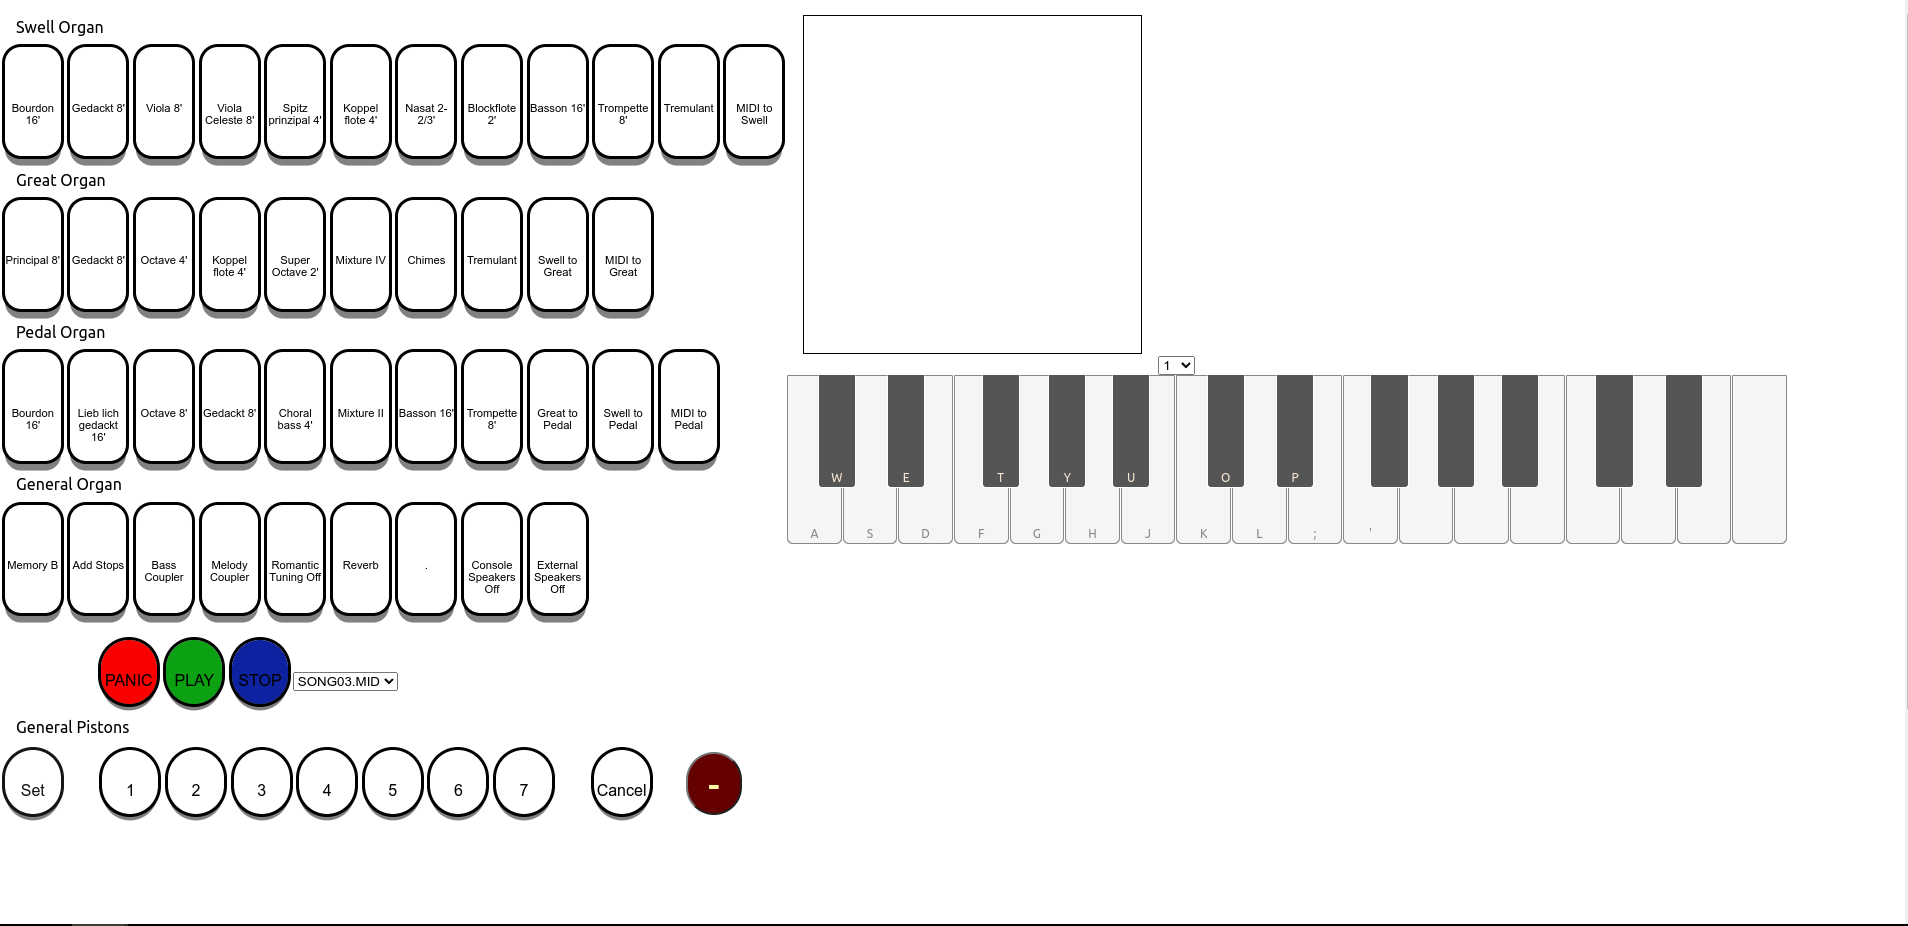 Swell Organ
Bourdon
16'
Gedackt 8'
Viola 8'
Viola
Celeste 8'
Spitz
prinzipal 4'
Koppel
flote 4'
Nasat 2-
2/3'
Blockflote
2'
Basson 16'
Trompette
8'
Tremulant
MIDI to
Swell
Great Organ
Principal 8'
Gedackt 8'
Octave 4'
Koppel
flote 4'
Super
Octave 2'
Mixture IV
Chimes
Tremulant
Swell to
Great
MIDI to
Great
Pedal Organ
Bourdon
16'
Lieb lich
gedackt
16'
Octave 8'
Gedackt 8'
Choral
bass 4'
Mixture II
Basson 16'
Trompette
8'
Great to
Pedal
Swell to
Pedal
MIDI to
Pedal
General Organ
Memory B
Add Stops
Bass
Coupler
Melody
Coupler
Romantic
Tuning Off
Reverb
.
Console
Speakers
Off
External
Speakers
Off
PANIC
PLAY
STOP
SONG03.MID
General Pistons
Set
1
2
3
4
5
6
7
Cancel
-
1
W
E
T
Y
U
O
P
A
S
D
F
G
H
J
K
L
;
'